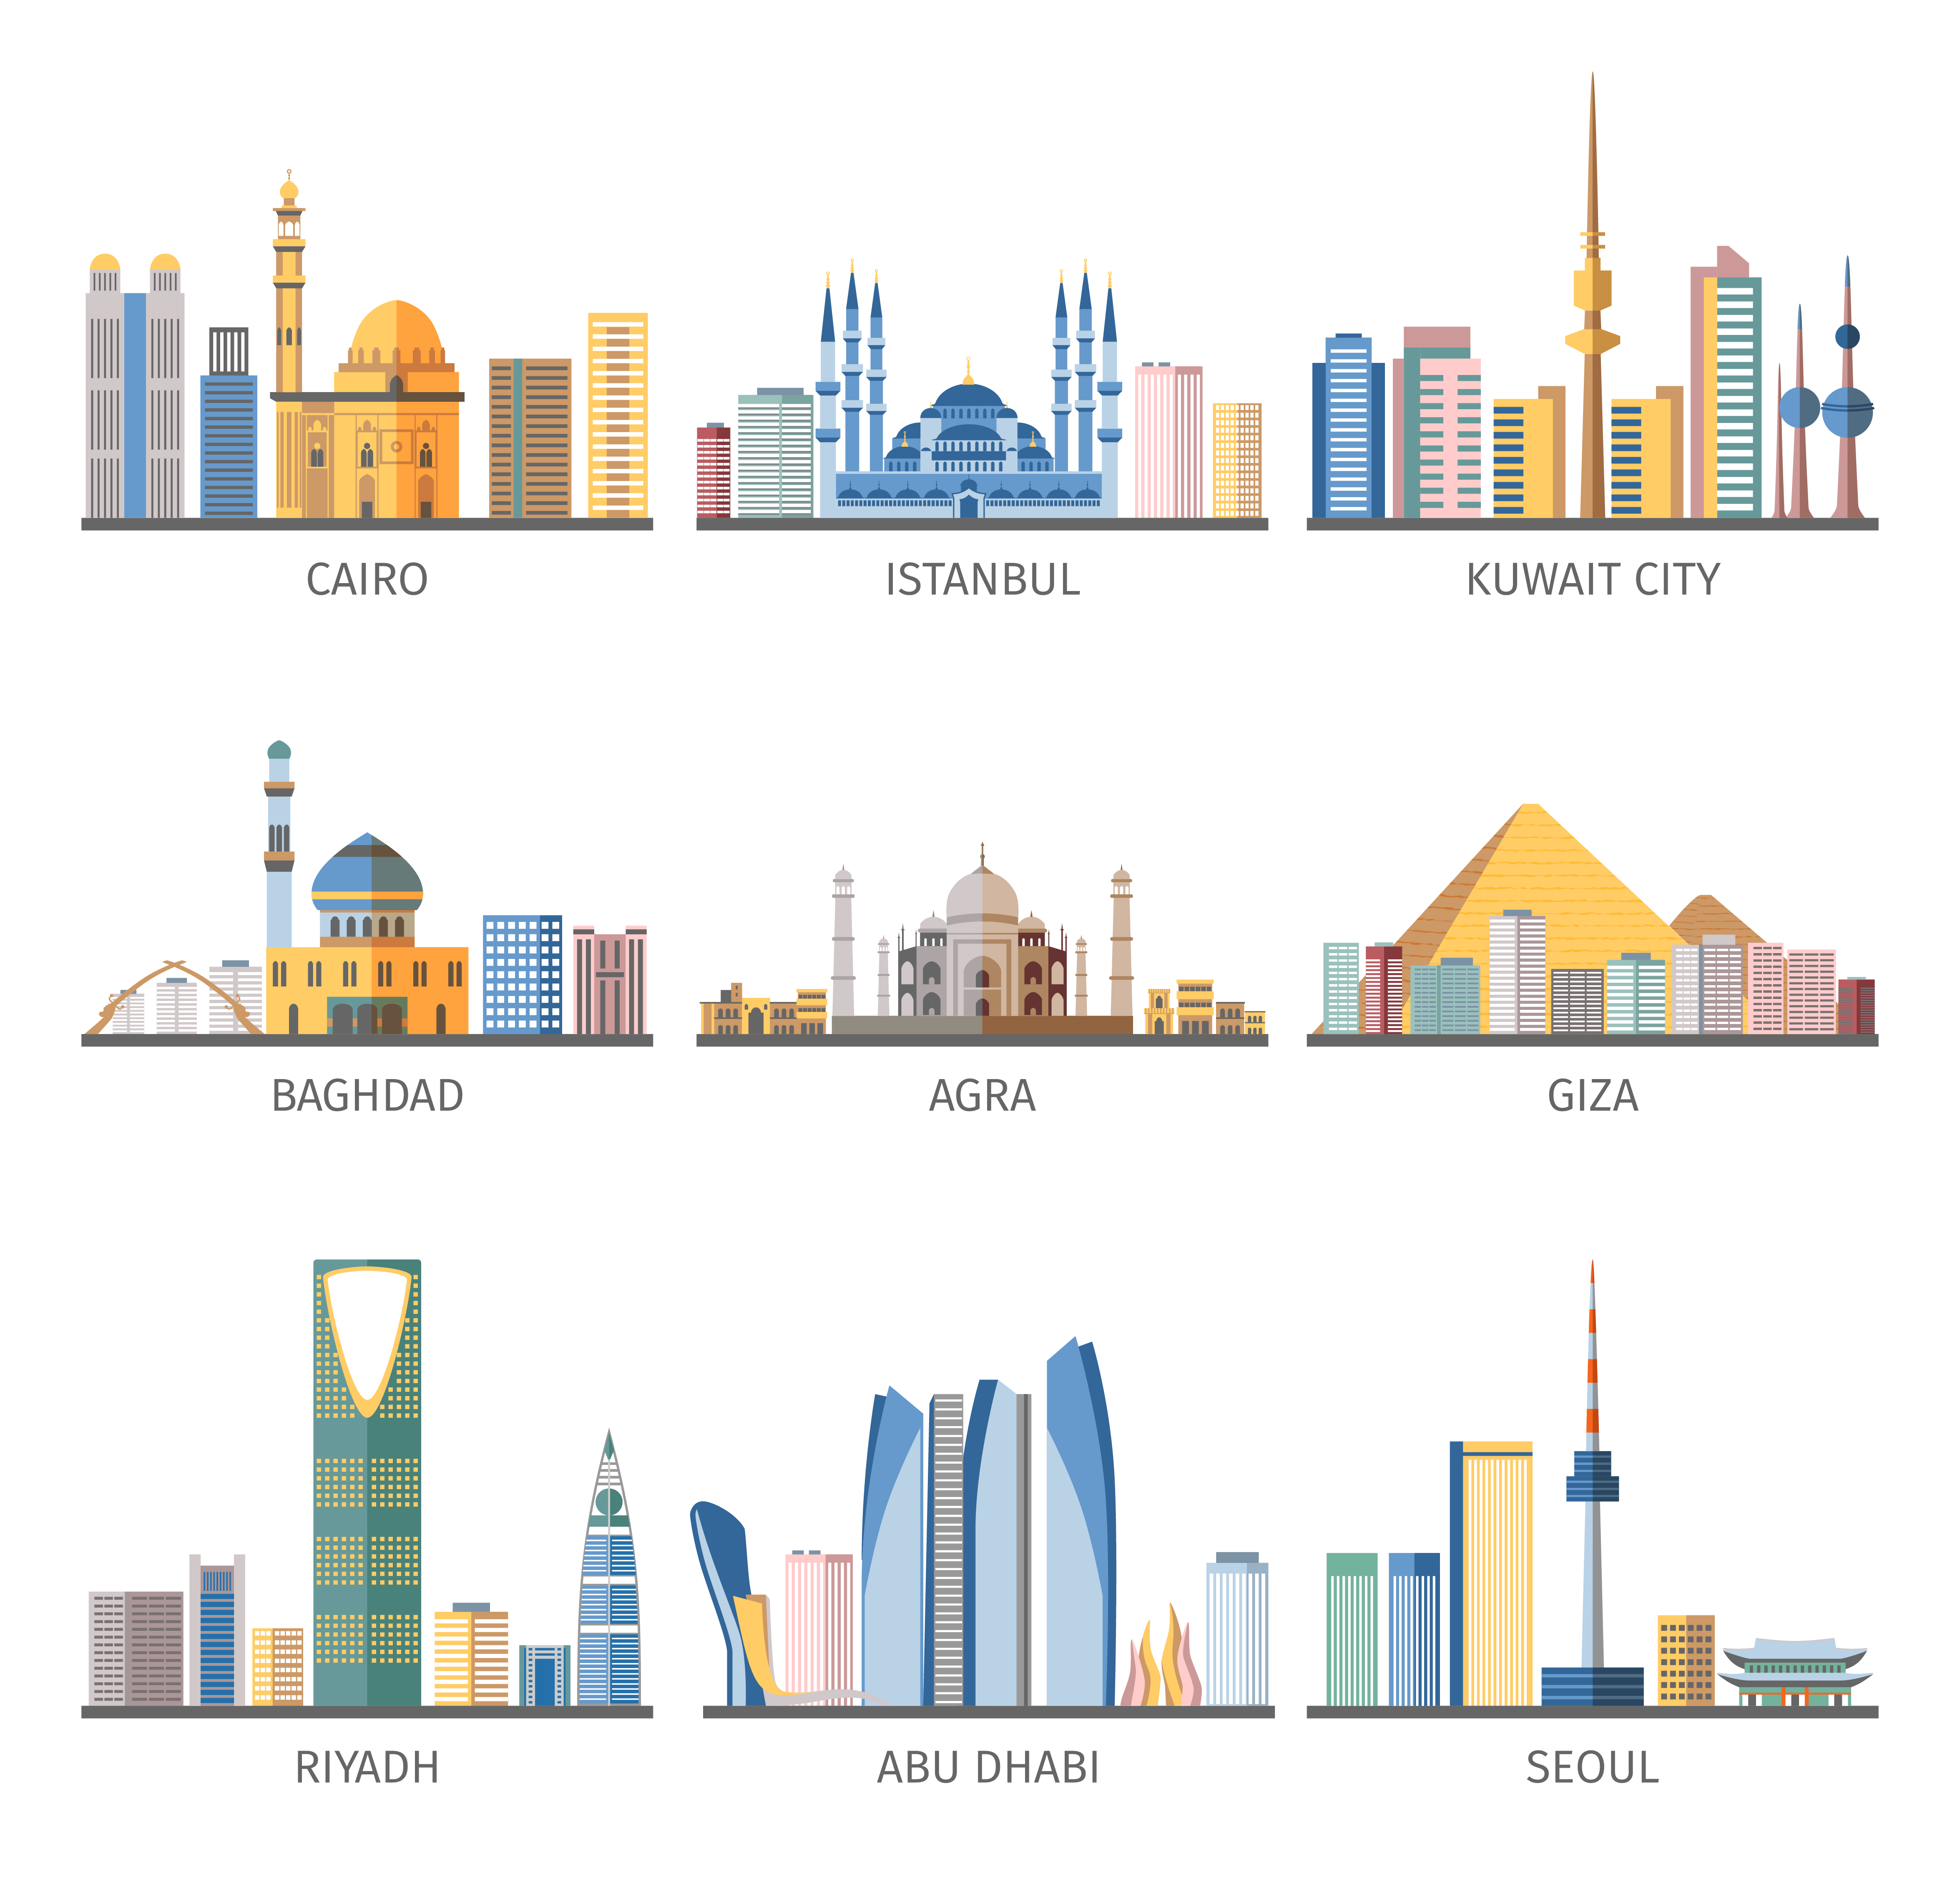 CAIRO
ISTANBUL
KUWAIT CITY
BAGHDAD
AGRA
GIZA
RIYADH
ABU DHABI
SEOUL